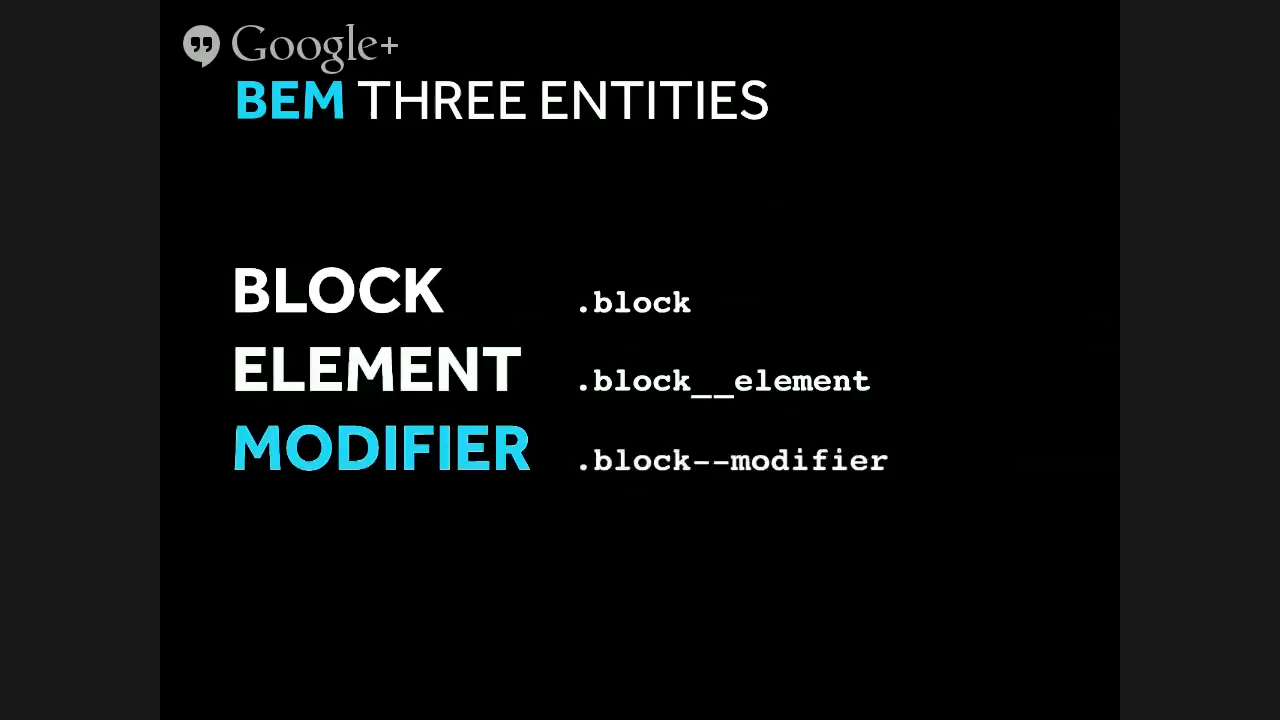 Google+
BEM THREE ENTITIES
BLOCK .block
ELEMENT .block__element
MODIFIER .block--modifier